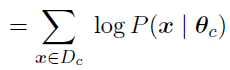 = ∑_{x∈D_c} log P(x | θ_c)